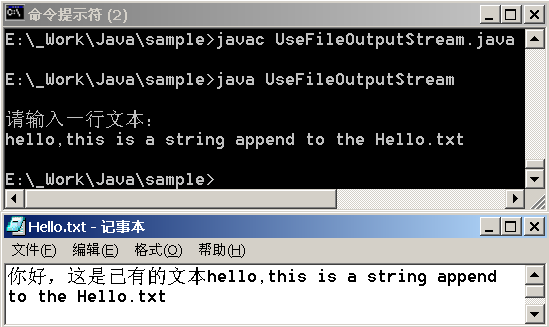 命令提示符 (2)
E:\_Work\Java\sample>javac UseFileOutputStream.java
E:\_Work\Java\sample>java UseFileOutputStream
请输入一行文本：
hello,this is a string append to the Hello.txt
E:\_Work\Java\sample>
Hello.txt - 记事本
文件(F) 编辑(E) 格式(O) 帮助(H)
你好，这是已有的文本hello,this is a string append
to the Hello.txt